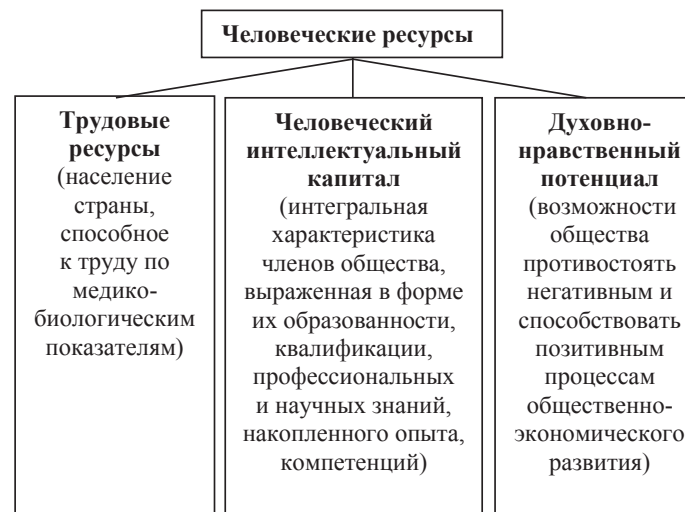 Человеческие ресурсы
Трудовые
ресурсы
(население
страны,
способное
к труду по
медико-
биологическим
показателям)
Человеческий
интеллектуальный
капитал
(интегральная
характеристика
членов общества,
выраженная в форме
их образованности,
квалификации,
профессиональных
и научных знаний,
накопленного опыта,
компетенций)
Духовно-
нравственный
потенциал
(возможности
общества
противостоять
негативным и
способствовать
позитивным
процессам
общественно-
экономического
развития)